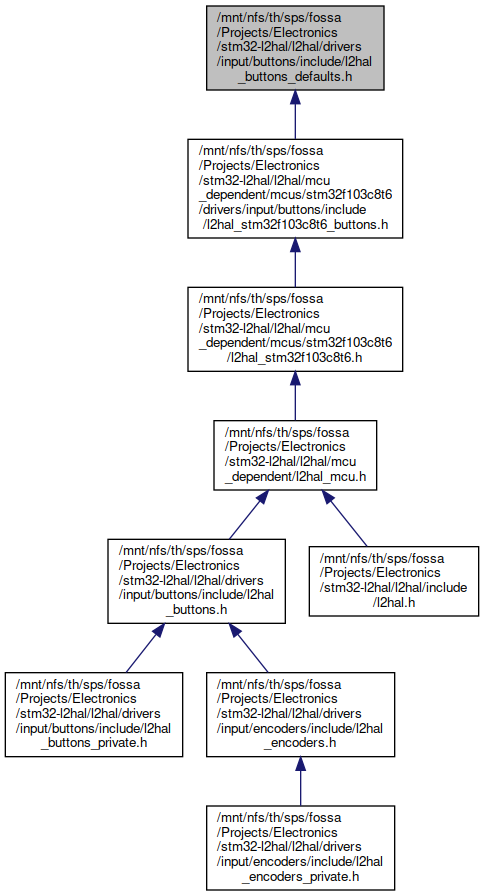 /mnt/nfs/th/sps/fossa
/Projects/Electronics
/stm32-l2hal/l2hal/drivers
/input/buttons/include/l2hal
_buttons_defaults.h
/mnt/nfs/th/sps/fossa
/Projects/Electronics
/stm32-l2hal/l2hal/mcu
_dependent/mcus/stm32f103c8t6
/drivers/input/buttons/include
/l2hal_stm32f103c8t6_buttons.h
/mnt/nfs/th/sps/fossa
/Projects/Electronics
/stm32-l2hal/l2hal/mcu
_dependent/mcus/stm32f103c8t6
/l2hal_stm32f103c8t6.h
/mnt/nfs/th/sps/fossa
/Projects/Electronics
/stm32-l2hal/l2hal/mcu
_dependent/l2hal_mcu.h
/mnt/nfs/th/sps/fossa
/Projects/Electronics
/stm32-l2hal/l2hal/drivers
/input/buttons/include/l2hal
_buttons.h
/mnt/nfs/th/sps/fossa
/Projects/Electronics
/stm32-l2hal/l2hal/include
/l2hal.h
/mnt/nfs/th/sps/fossa
/Projects/Electronics
/stm32-l2hal/l2hal/drivers
/input/buttons/include/l2hal
_buttons_private.h
/mnt/nfs/th/sps/fossa
/Projects/Electronics
/stm32-l2hal/l2hal/drivers
/input/encoders/include/l2hal
_encoders.h
/mnt/nfs/th/sps/fossa
/Projects/Electronics
/stm32-l2hal/l2hal/drivers
/input/encoders/include/l2hal
_encoders_private.h